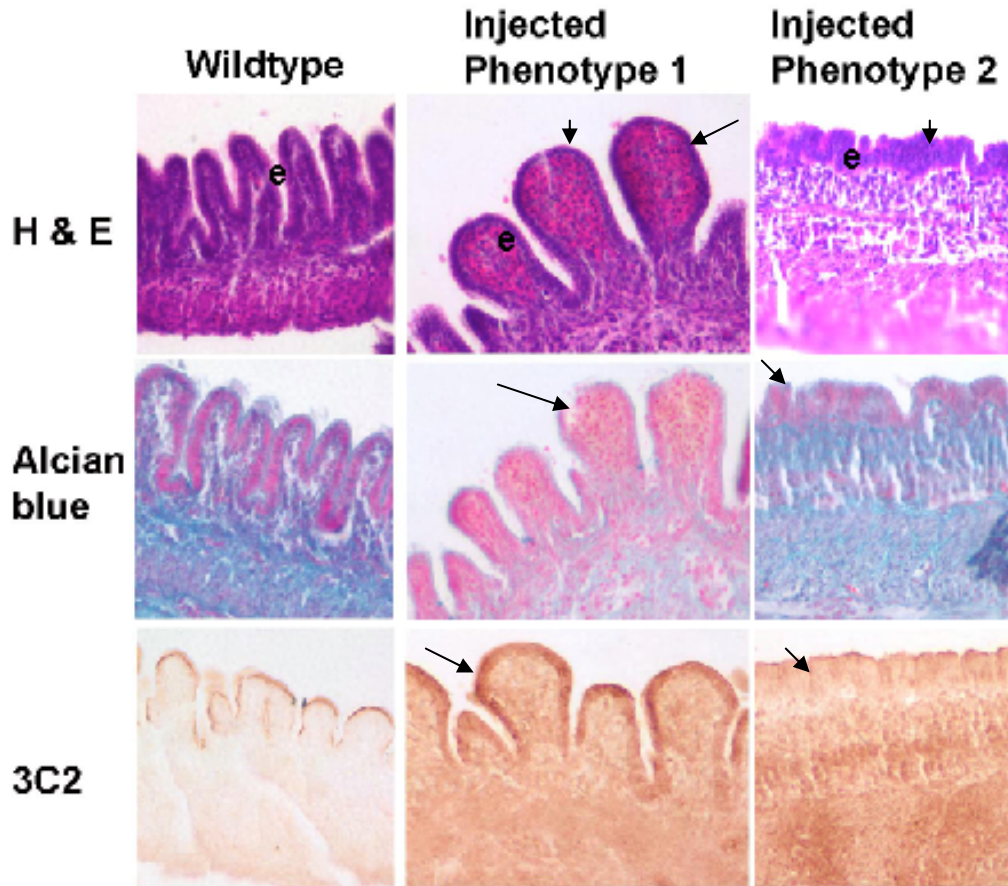 Wildtype
Injected
Phenotype 1
Injected
Phenotype 2
H & E
e
e
e
Alcian
blue
3C2